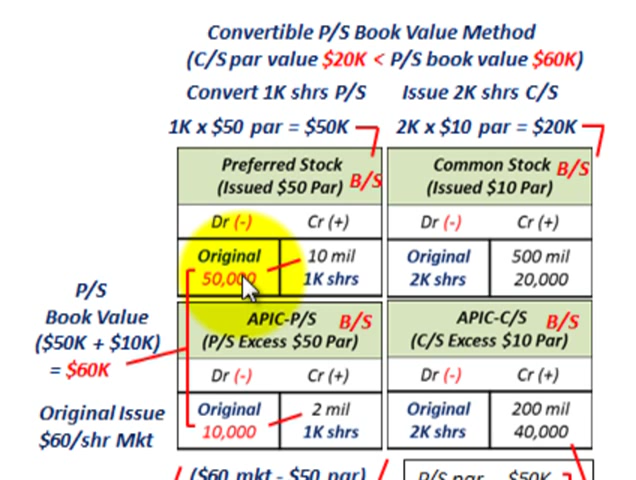 Convertible P/S Book Value Method
(C/S par value $20K < P/S book value $60K)
Convert 1K shrs P/S
Issue 2K shrs C/S
1K x $50 par = $50K
2K x $10 par = $20K
Preferred Stock
(Issued $50 Par) B/S
Common Stock B/S
(Issued $10 Par)
Dr (-) Cr (+)
Dr (-) Cr (+)
Original 10 mil
50,000 1K shrs
Original 500 mil
2K shrs 20,000
P/S
Book Value
($50K + $10K)
= $60K
APIC-P/S B/S
(P/S Excess $50 Par)
APIC-C/S B/S
(C/S Excess $10 Par)
Dr (-) Cr (+)
Dr (-) Cr (+)
Original Issue
$60/shr Mkt
Original 2 mil
10,000 1K shrs
Original 200 mil
2K shrs 40,000
($60 mkt - $50 par)
P/S par $50K